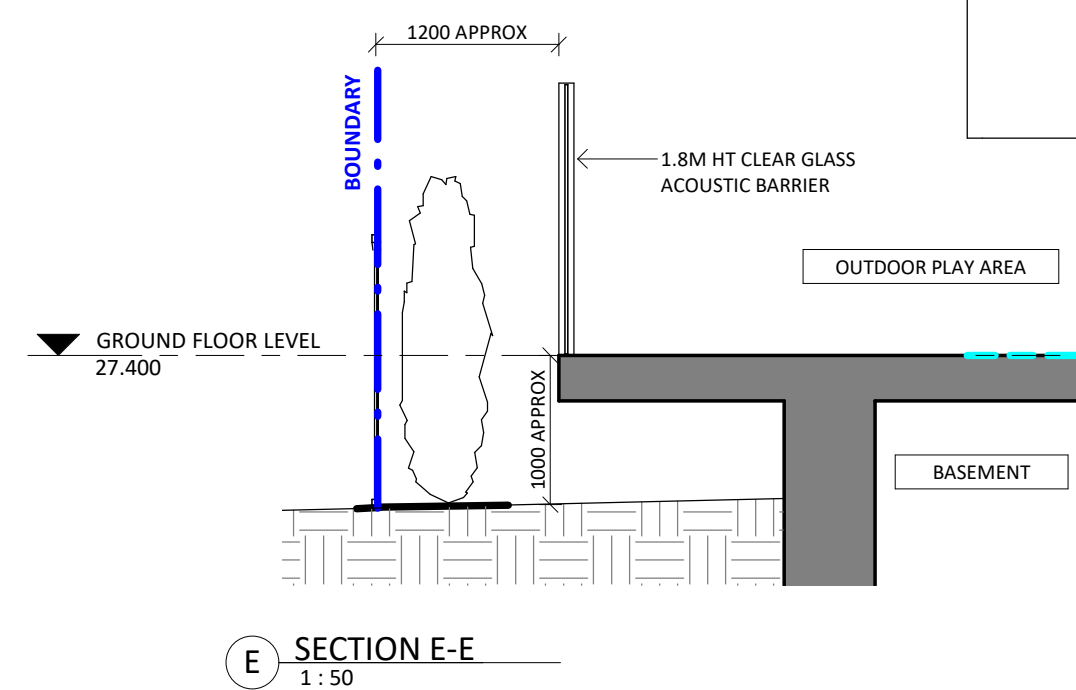 1200 APPROX
BOUNDARY
1.8M HT CLEAR GLASS
ACOUSTIC BARRIER
OUTDOOR PLAY AREA
GROUND FLOOR LEVEL
27.400
1000 APPROX
BASEMENT
E
SECTION E-E
1 : 50